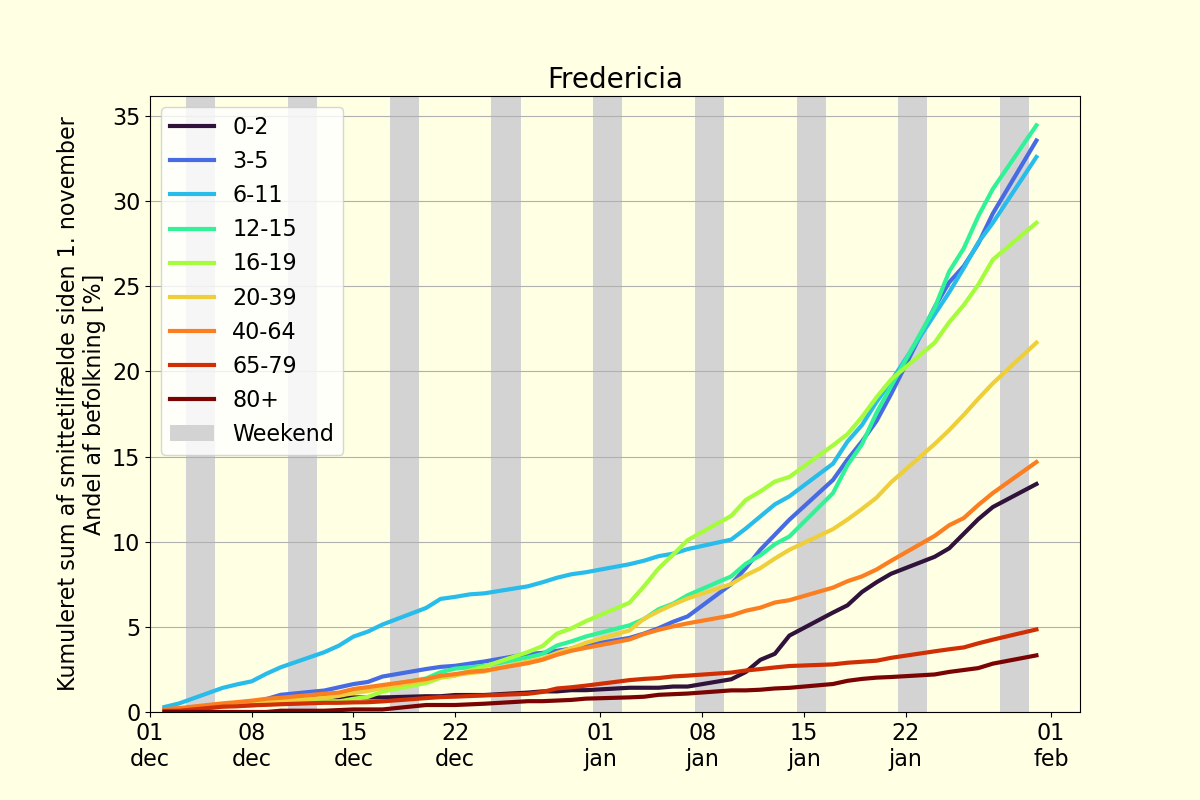 Fredericia
Kumuleret sum af smittetilfælde siden 1. november
Andel af befolkning [%]
35
30
25
20
15
10
5
0
0-2
3-5
6-11
12-15
16-19
20-39
40-64
65-79
80+
Weekend
01 08 15 22 01 08 15 22 01
dec dec dec dec jan jan jan jan feb